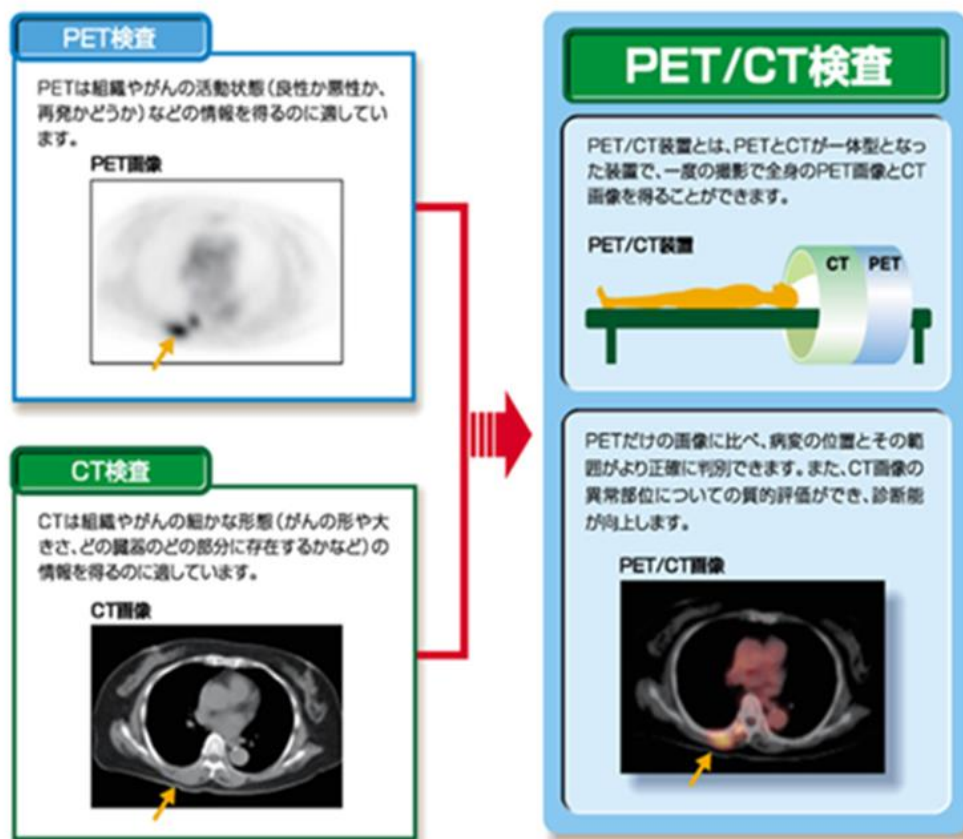 PET検査
PETは組織やがんの活動状態(良性か悪性か、
再発かどうか)などの情報を得るのに適してい
ます。
PET画像
CT検査
CTは組織やがんの細かな形態(がんの形や大
きさ、どの臓器のどの部分に存在するかなど)の
情報を得るのに適しています。
CT画像
PET/CT検査
PET/CT装置とは、PETとCTが一体型となっ
た装置で、一度の撮影で全身のPET画像とCT
画像を得ることができます。
PET/CT装置
CT PET
PETだけの画像に比べ、病変の位置とその範
囲がより正確に判別できます。また、CT画像の
異常部位についての質的評価ができ、診断能
が向上します。
PET/CT画像